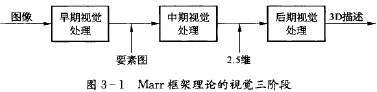 图像
早期视觉
处理
中期视觉
处理
后期视觉
处理
3D描述
要素图
2.5维
图 3-1 Marr 框架理论的视觉三阶段